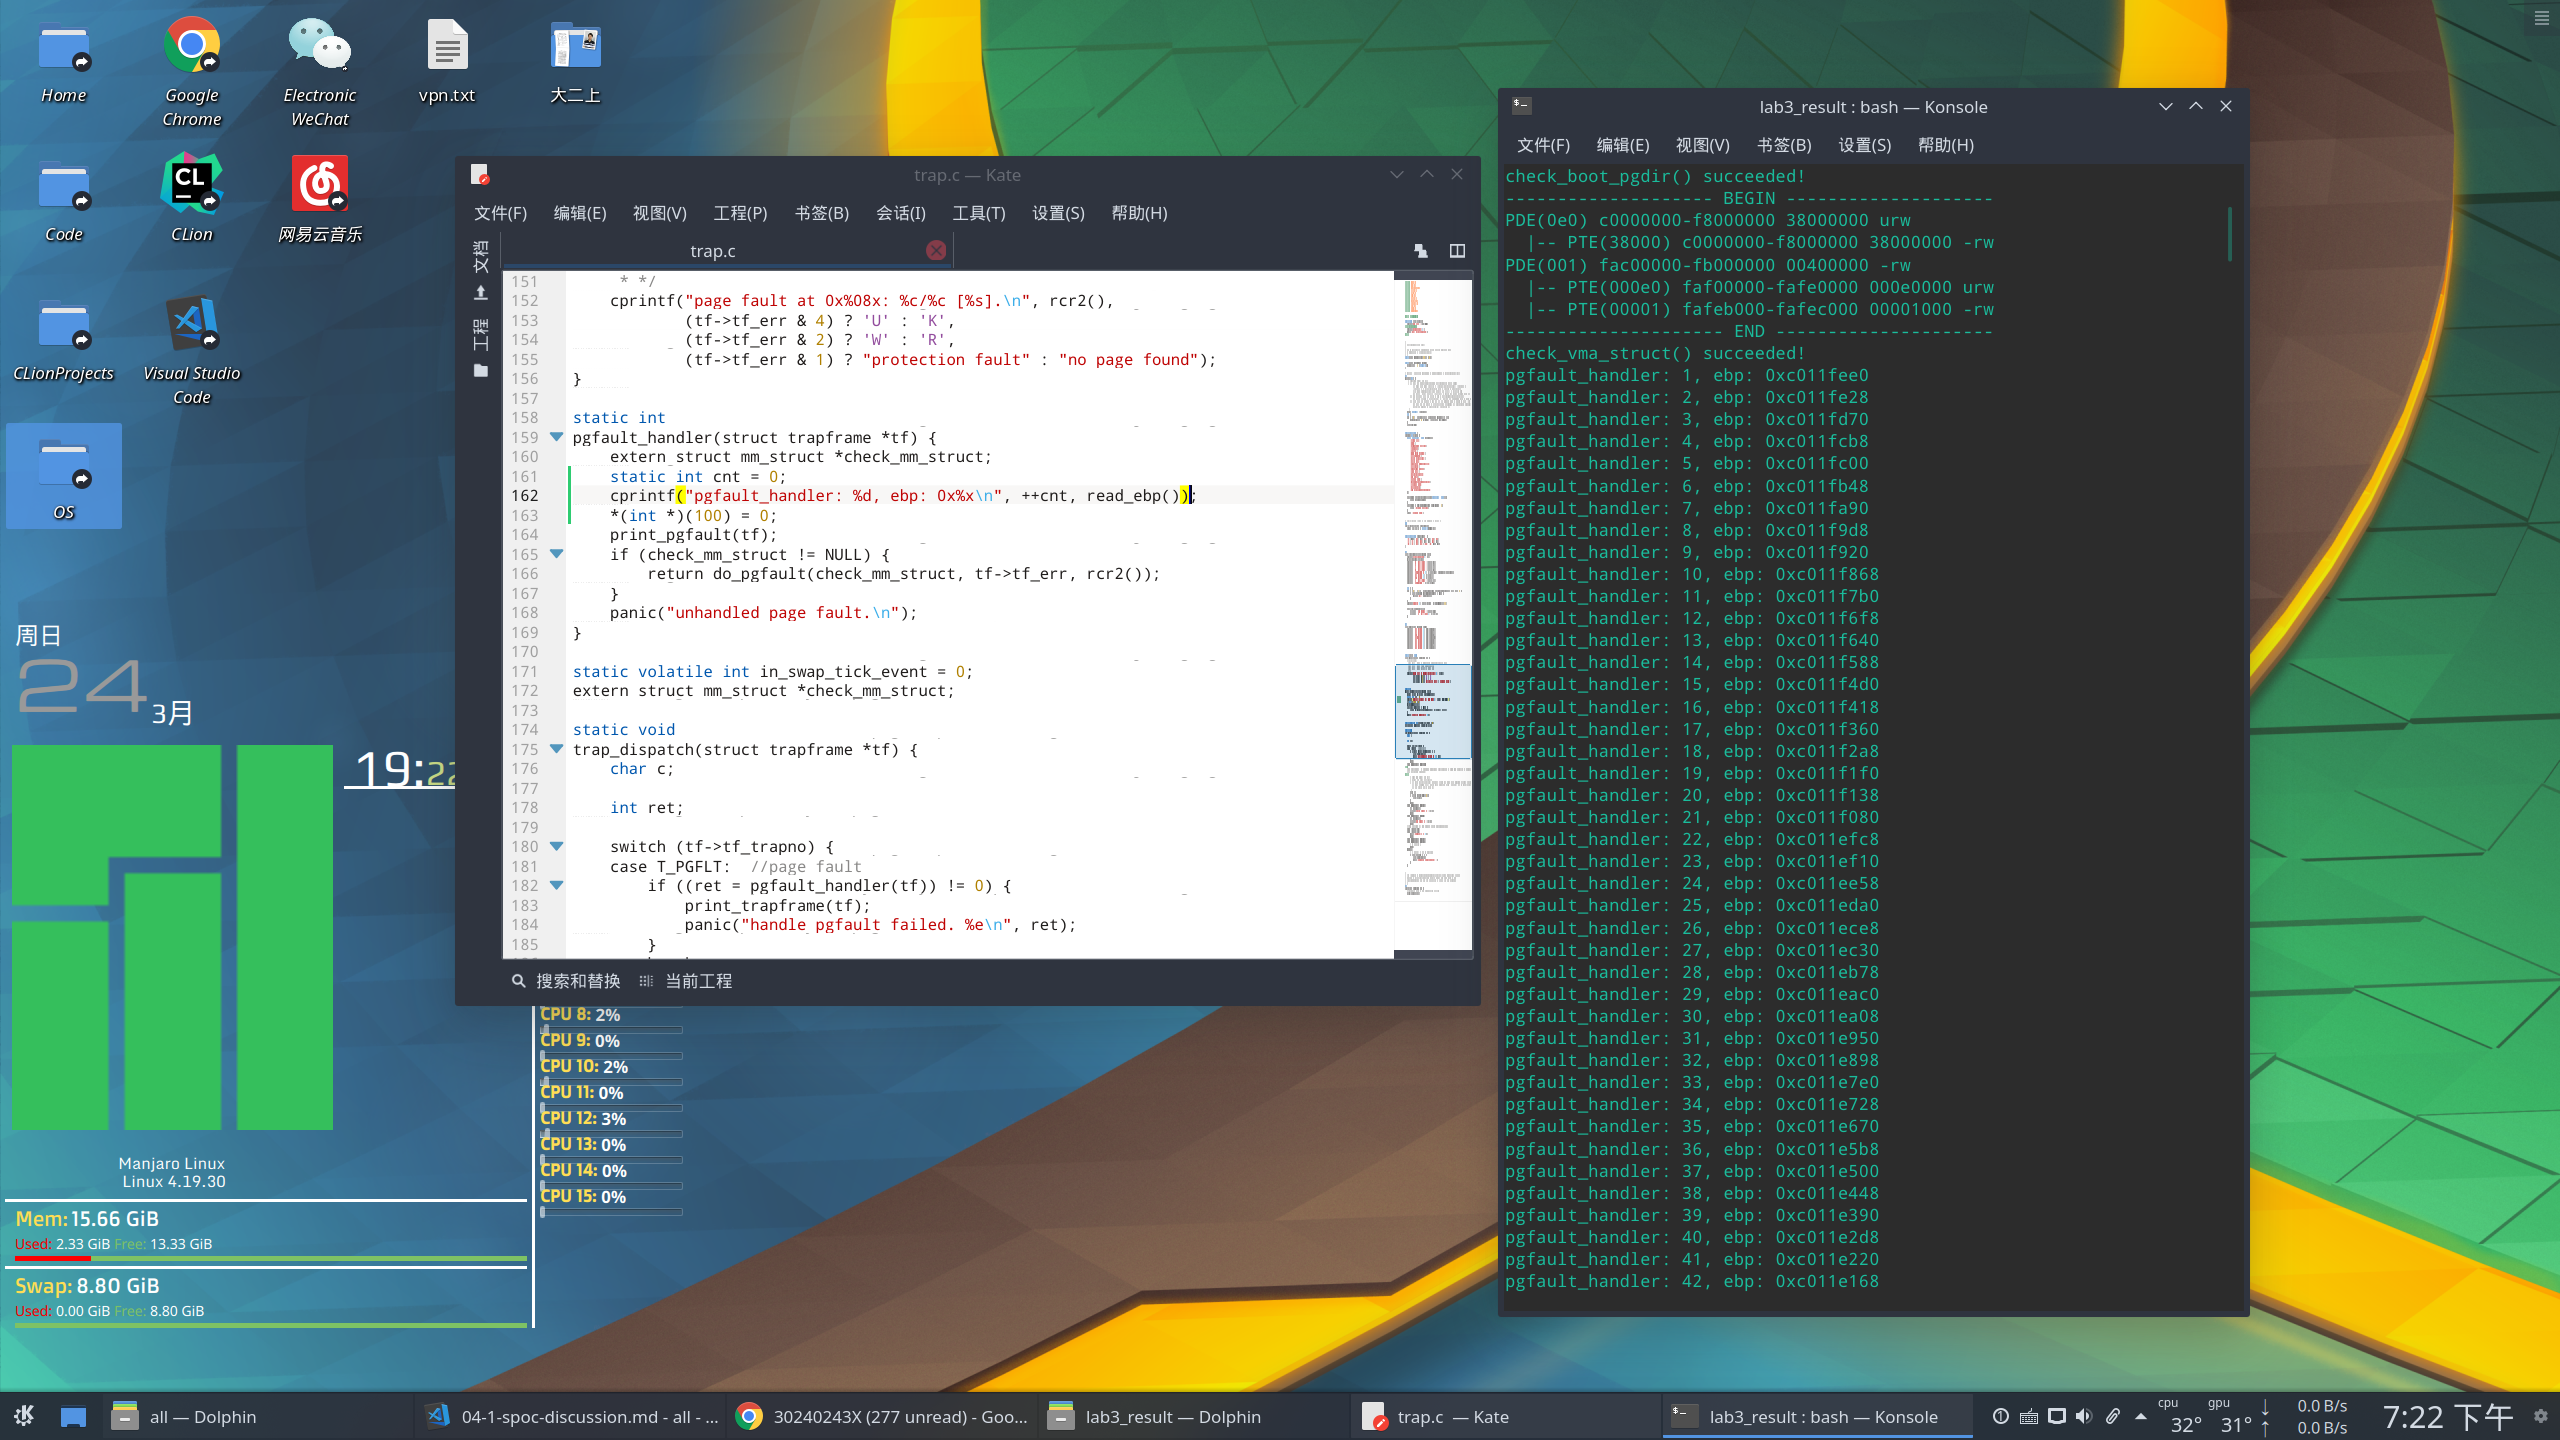 Home
Google Chrome
Electronic WeChat
vpn.txt
大二上
Code
CLion
网易云音乐
CLionProjects
Visual Studio Code
OS
周日
24
3月
19:22
Manjaro Linux
Linux 4.19.30
Mem: 15.66 GiB
Used: 2.33 GiB Free: 13.33 GiB
Swap: 8.80 GiB
Used: 0.00 GiB Free: 8.80 GiB
CPU 8: 2%
CPU 9: 0%
CPU 10: 2%
CPU 11: 0%
CPU 12: 3%
CPU 13: 0%
CPU 14: 0%
CPU 15: 0%
trap.c — Kate
文件(F) 编辑(E) 视图(V) 工程(P) 书签(B) 会话(I) 工具(T) 设置(S) 帮助(H)
文档
工程
trap.c
151      * */
152     cprintf("page fault at 0x%08x: %c/%c [%s].\n", rcr2(),
153             (tf->tf_err & 4) ? 'U' : 'K',
154             (tf->tf_err & 2) ? 'W' : 'R',
155             (tf->tf_err & 1) ? "protection fault" : "no page found");
156 }
157
158 static int
159 pgfault_handler(struct trapframe *tf) {
160     extern struct mm_struct *check_mm_struct;
161     static int cnt = 0;
162     cprintf("pgfault_handler: %d, ebp: 0x%x\n", ++cnt, read_ebp());
163     *(int *)(100) = 0;
164     print_pgfault(tf);
165     if (check_mm_struct != NULL) {
166         return do_pgfault(check_mm_struct, tf->tf_err, rcr2());
167     }
168     panic("unhandled page fault.\n");
169 }
170
171 static volatile int in_swap_tick_event = 0;
172 extern struct mm_struct *check_mm_struct;
173
174 static void
175 trap_dispatch(struct trapframe *tf) {
176     char c;
177
178     int ret;
179
180     switch (tf->tf_trapno) {
181     case T_PGFLT:  //page fault
182         if ((ret = pgfault_handler(tf)) != 0) {
183             print_trapframe(tf);
184             panic("handle pgfault failed. %e\n", ret);
185         }
搜索和替换 当前工程
lab3_result : bash — Konsole
文件(F) 编辑(E) 视图(V) 书签(B) 设置(S) 帮助(H)
check_boot_pgdir() succeeded!
-------------------- BEGIN --------------------
PDE(0e0) c0000000-f8000000 38000000 urw
  |-- PTE(38000) c0000000-f8000000 38000000 -rw
PDE(001) fac00000-fb000000 00400000 -rw
  |-- PTE(000e0) faf00000-fafe0000 000e0000 urw
  |-- PTE(00001) fafeb000-fafec000 00001000 -rw
--------------------- END ---------------------
check_vma_struct() succeeded!
pgfault_handler: 1, ebp: 0xc011fee0
pgfault_handler: 2, ebp: 0xc011fe28
pgfault_handler: 3, ebp: 0xc011fd70
pgfault_handler: 4, ebp: 0xc011fcb8
pgfault_handler: 5, ebp: 0xc011fc00
pgfault_handler: 6, ebp: 0xc011fb48
pgfault_handler: 7, ebp: 0xc011fa90
pgfault_handler: 8, ebp: 0xc011f9d8
pgfault_handler: 9, ebp: 0xc011f920
pgfault_handler: 10, ebp: 0xc011f868
pgfault_handler: 11, ebp: 0xc011f7b0
pgfault_handler: 12, ebp: 0xc011f6f8
pgfault_handler: 13, ebp: 0xc011f640
pgfault_handler: 14, ebp: 0xc011f588
pgfault_handler: 15, ebp: 0xc011f4d0
pgfault_handler: 16, ebp: 0xc011f418
pgfault_handler: 17, ebp: 0xc011f360
pgfault_handler: 18, ebp: 0xc011f2a8
pgfault_handler: 19, ebp: 0xc011f1f0
pgfault_handler: 20, ebp: 0xc011f138
pgfault_handler: 21, ebp: 0xc011f080
pgfault_handler: 22, ebp: 0xc011efc8
pgfault_handler: 23, ebp: 0xc011ef10
pgfault_handler: 24, ebp: 0xc011ee58
pgfault_handler: 25, ebp: 0xc011eda0
pgfault_handler: 26, ebp: 0xc011ece8
pgfault_handler: 27, ebp: 0xc011ec30
pgfault_handler: 28, ebp: 0xc011eb78
pgfault_handler: 29, ebp: 0xc011eac0
pgfault_handler: 30, ebp: 0xc011ea08
pgfault_handler: 31, ebp: 0xc011e950
pgfault_handler: 32, ebp: 0xc011e898
pgfault_handler: 33, ebp: 0xc011e7e0
pgfault_handler: 34, ebp: 0xc011e728
pgfault_handler: 35, ebp: 0xc011e670
pgfault_handler: 36, ebp: 0xc011e5b8
pgfault_handler: 37, ebp: 0xc011e500
pgfault_handler: 38, ebp: 0xc011e448
pgfault_handler: 39, ebp: 0xc011e390
pgfault_handler: 40, ebp: 0xc011e2d8
pgfault_handler: 41, ebp: 0xc011e220
pgfault_handler: 42, ebp: 0xc011e168
all — Dolphin
04-1-spoc-discussion.md - all - ...
30240243X (277 unread) - Goo...
lab3_result — Dolphin
trap.c — Kate
lab3_result : bash — Konsole
cpu 32°
gpu 31°
0.0 B/s
0.0 B/s
7:22 下午